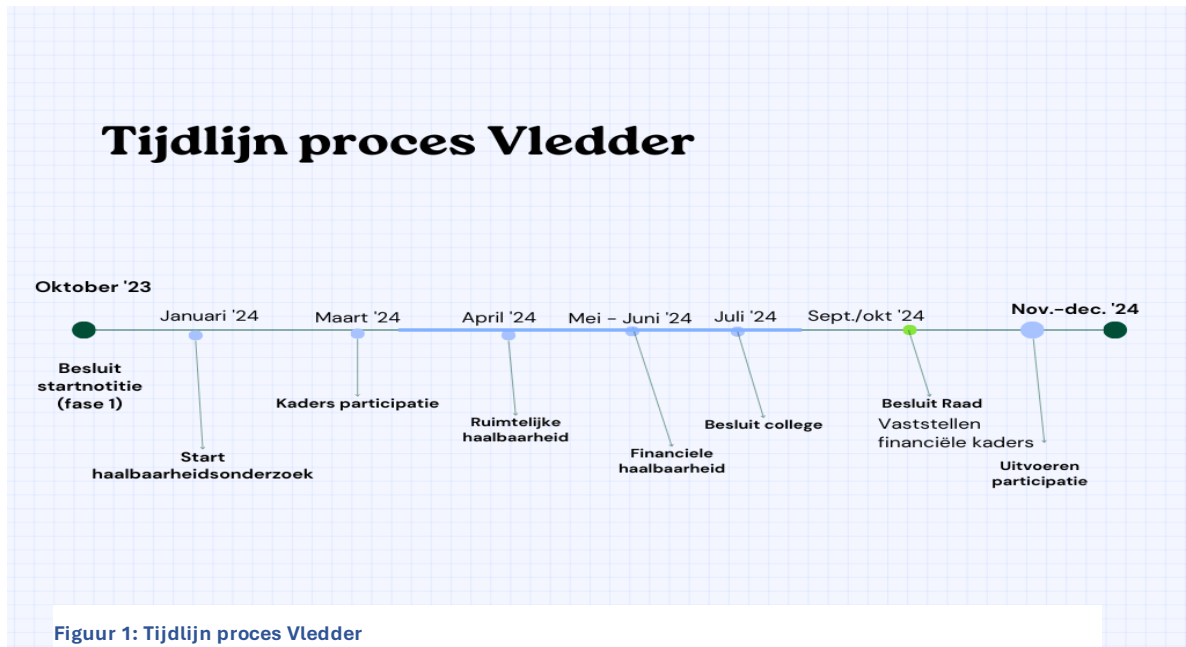 Tijdlijn proces Vledder
Oktober '23
Januari '24
Maart '24
April '24
Mei – Juni '24
Juli '24
Sept./okt '24
Nov.-dec. '24
Besluit
startnotitie
(fase 1)
Start
haalbaarheidsonderzoek
Kaders participatie
Ruimtelijke
haalbaarheid
Financiele
haalbaarheid
Besluit college
Besluit Raad
Vaststellen
financiële kaders
Uitvoeren
participatie
Figuur 1: Tijdlijn proces Vledder